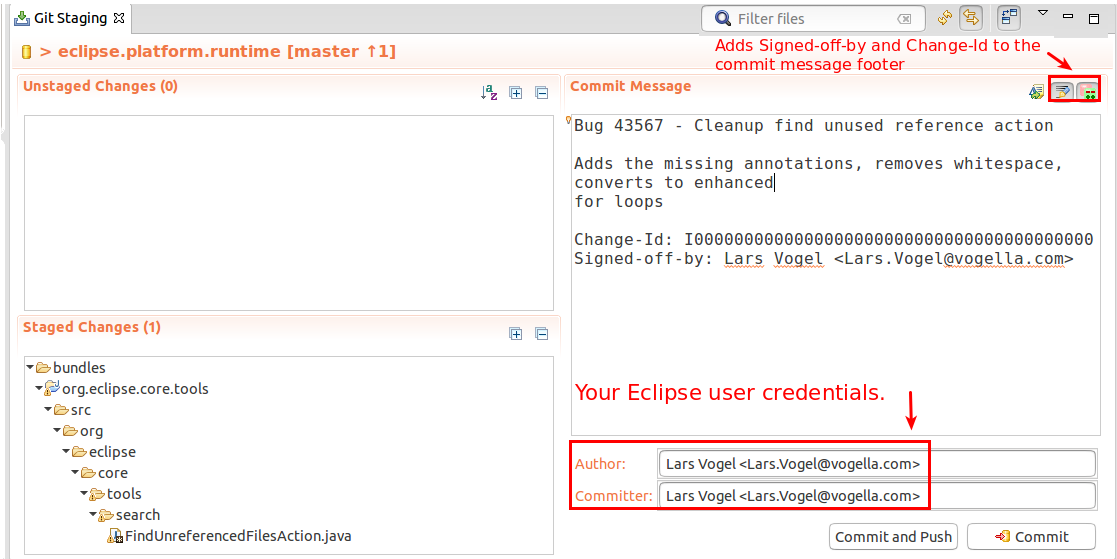 Git Staging
Filter files
> eclipse.platform.runtime [master ↑1]
Adds Signed-off-by and Change-Id to the
commit message footer
Unstaged Changes (0)
Commit Message
Bug 43567 - Cleanup find unused reference action
Adds the missing annotations, removes whitespace,
converts to enhanced
for loops
Change-Id: I0000000000000000000000000000000000000000
Signed-off-by: Lars Vogel <Lars.Vogel@vogella.com>
Staged Changes (1)
bundles
org.eclipse.core.tools
src
org
eclipse
core
tools
search
FindUnreferencedFilesAction.java
Your Eclipse user credentials.
Author: Lars Vogel <Lars.Vogel@vogella.com>
Committer: Lars Vogel <Lars.Vogel@vogella.com>
Commit and Push
Commit